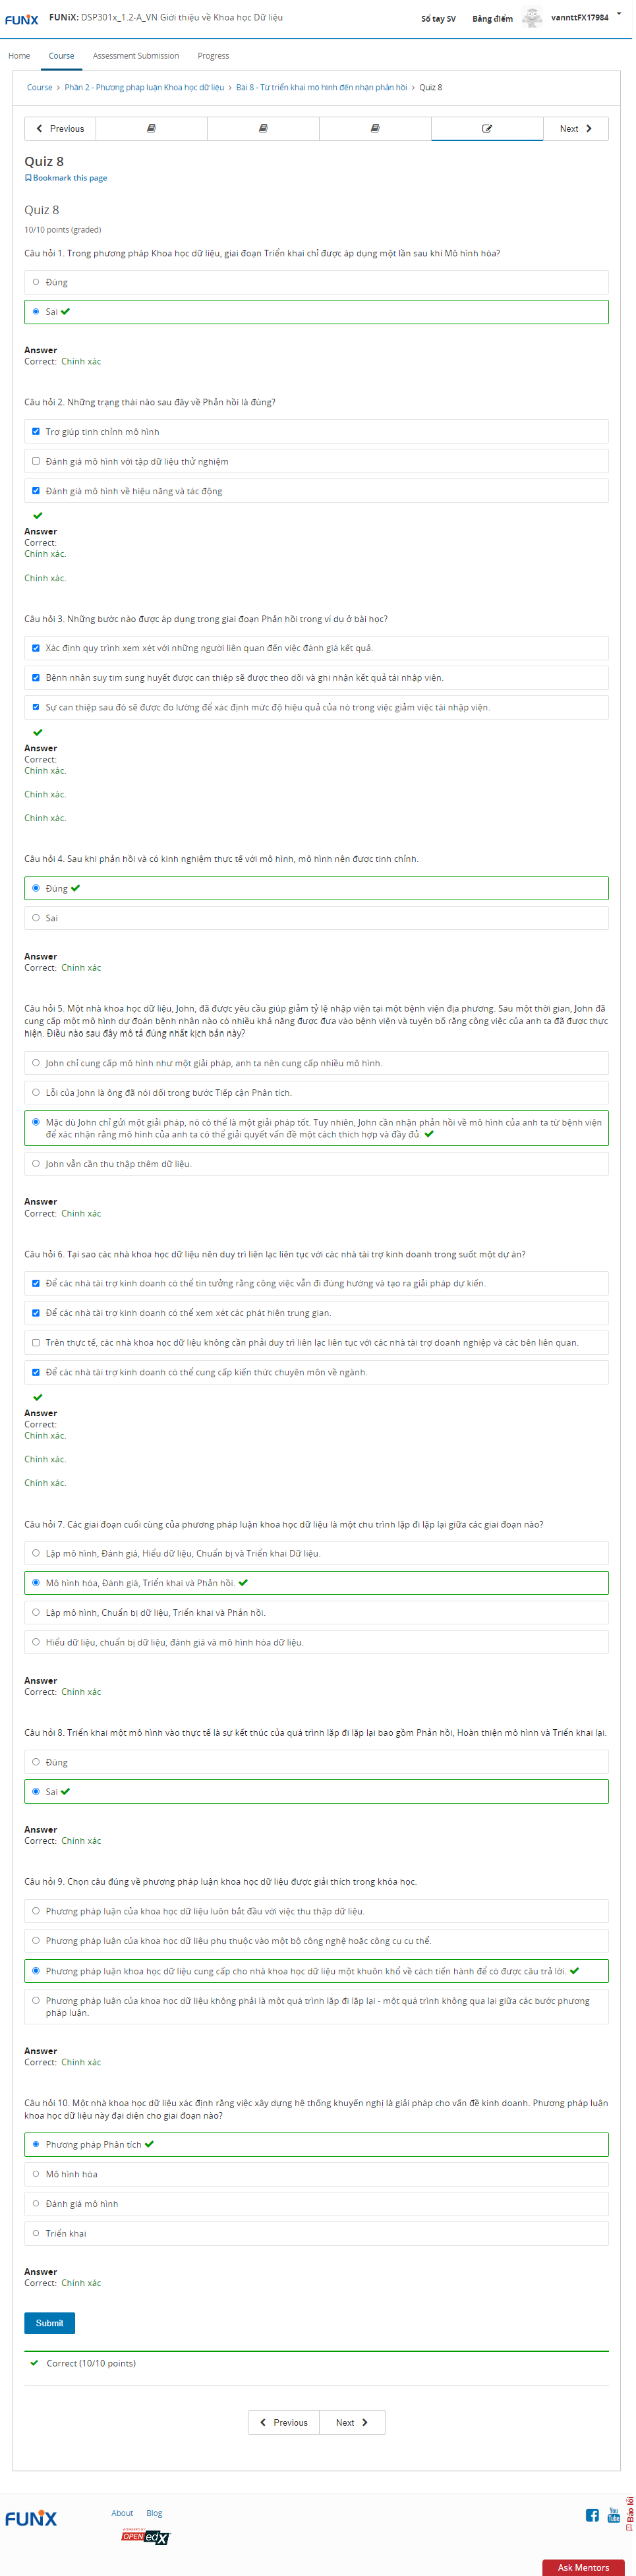 FUNiX
FUNiX: DSP301x_1.2-A_VN Giới thiệu về Khoa học Dữ liệu
Sổ tay SV
Bảng điểm
vannttFX17984
Home
Course
Assessment Submission
Progress
Course > Phần 2 - Phương pháp luận Khoa học dữ liệu > Bài 8 - Từ triển khai mô hình đến nhận phản hồi > Quiz 8
Previous
Next
Quiz 8
Bookmark this page
Quiz 8
10/10 points (graded)
Câu hỏi 1. Trong phương pháp Khoa học dữ liệu, giai đoạn Triển khai chỉ được áp dụng một lần sau khi Mô hình hóa?
Đúng
Sai
Answer
Correct: Chính xác
Câu hỏi 2. Những trạng thái nào sau đây về Phản hồi là đúng?
Trợ giúp tinh chỉnh mô hình
Đánh giá mô hình với tập dữ liệu thử nghiệm
Đánh giá mô hình về hiệu năng và tác động
Answer
Correct:
Chính xác.
Chính xác.
Câu hỏi 3. Những bước nào được áp dụng trong giai đoạn Phản hồi trong ví dụ ở bài học?
Xác định quy trình xem xét với những người liên quan đến việc đánh giá kết quả.
Bệnh nhân suy tim sung huyết được can thiệp sẽ được theo dõi và ghi nhận kết quả tái nhập viện.
Sự can thiệp sau đó sẽ được đo lường để xác định mức độ hiệu quả của nó trong việc giảm việc tái nhập viện.
Answer
Correct:
Chính xác.
Chính xác.
Chính xác.
Câu hỏi 4. Sau khi phản hồi và có kinh nghiệm thực tế với mô hình, mô hình nên được tinh chỉnh.
Đúng
Sai
Answer
Correct: Chính xác
Câu hỏi 5. Một nhà khoa học dữ liệu, John, đã được yêu cầu giúp giảm tỷ lệ nhập viện tại một bệnh viện địa phương. Sau một thời gian, John đã
cung cấp một mô hình dự đoán bệnh nhân nào có nhiều khả năng được đưa vào bệnh viện và tuyên bố rằng công việc của anh ta đã được thực
hiện. Điều nào sau đây mô tả đúng nhất kịch bản này?
John chỉ cung cấp mô hình như một giải pháp, anh ta nên cung cấp nhiều mô hình.
Lỗi của John là ông đã nói dối trong bước Tiếp cận Phân tích.
Mặc dù John chỉ gửi một giải pháp, nó có thể là một giải pháp tốt. Tuy nhiên, John cần nhận phản hồi về mô hình của anh ta từ bệnh viện
để xác nhận rằng mô hình của anh ta có thể giải quyết vấn đề một cách thích hợp và đầy đủ.
John vẫn cần thu thập thêm dữ liệu.
Answer
Correct: Chính xác
Câu hỏi 6. Tại sao các nhà khoa học dữ liệu nên duy trì liên lạc liên tục với các nhà tài trợ kinh doanh trong suốt một dự án?
Để các nhà tài trợ kinh doanh có thể tin tưởng rằng công việc vẫn đi đúng hướng và tạo ra giải pháp dự kiến.
Để các nhà tài trợ kinh doanh có thể xem xét các phát hiện trung gian.
Trên thực tế, các nhà khoa học dữ liệu không cần phải duy trì liên lạc liên tục với các nhà tài trợ doanh nghiệp và các bên liên quan.
Để các nhà tài trợ kinh doanh có thể cung cấp kiến thức chuyên môn về ngành.
Answer
Correct:
Chính xác.
Chính xác.
Chính xác.
Câu hỏi 7. Các giai đoạn cuối cùng của phương pháp luận khoa học dữ liệu là một chu trình lặp đi lặp lại giữa các giai đoạn nào?
Lập mô hình, Đánh giá, Hiểu dữ liệu, Chuẩn bị và Triển khai Dữ liệu.
Mô hình hóa, Đánh giá, Triển khai và Phản hồi.
Lập mô hình, Chuẩn bị dữ liệu, Triển khai và Phản hồi.
Hiểu dữ liệu, chuẩn bị dữ liệu, đánh giá và mô hình hóa dữ liệu.
Answer
Correct: Chính xác
Câu hỏi 8. Triển khai một mô hình vào thực tế là sự kết thúc của quá trình lặp đi lặp lại bao gồm Phản hồi, Hoàn thiện mô hình và Triển khai lại.
Đúng
Sai
Answer
Correct: Chính xác
Câu hỏi 9. Chọn câu đúng về phương pháp luận khoa học dữ liệu được giải thích trong khóa học.
Phương pháp luận của khoa học dữ liệu luôn bắt đầu với việc thu thập dữ liệu.
Phương pháp luận của khoa học dữ liệu phụ thuộc vào một bộ công nghệ hoặc công cụ cụ thể.
Phương pháp luận khoa học dữ liệu cung cấp cho nhà khoa học dữ liệu một khuôn khổ về cách tiến hành để có được câu trả lời.
Phương pháp luận của khoa học dữ liệu không phải là một quá trình lặp đi lặp lại - một quá trình không qua lại giữa các bước phương
pháp luận.
Answer
Correct: Chính xác
Câu hỏi 10. Một nhà khoa học dữ liệu xác định rằng việc xây dựng hệ thống khuyến nghị là giải pháp cho vấn đề kinh doanh. Phương pháp luận
khoa học dữ liệu này đại diện cho giai đoạn nào?
Phương pháp Phân tích
Mô hình hóa
Đánh giá mô hình
Triển khai
Answer
Correct: Chính xác
Submit
Correct (10/10 points)
Previous
Next
FUNiX
About
Blog
POWERED BY
OPEN edX
You
Tube
Báo lỗi
Ask Mentors